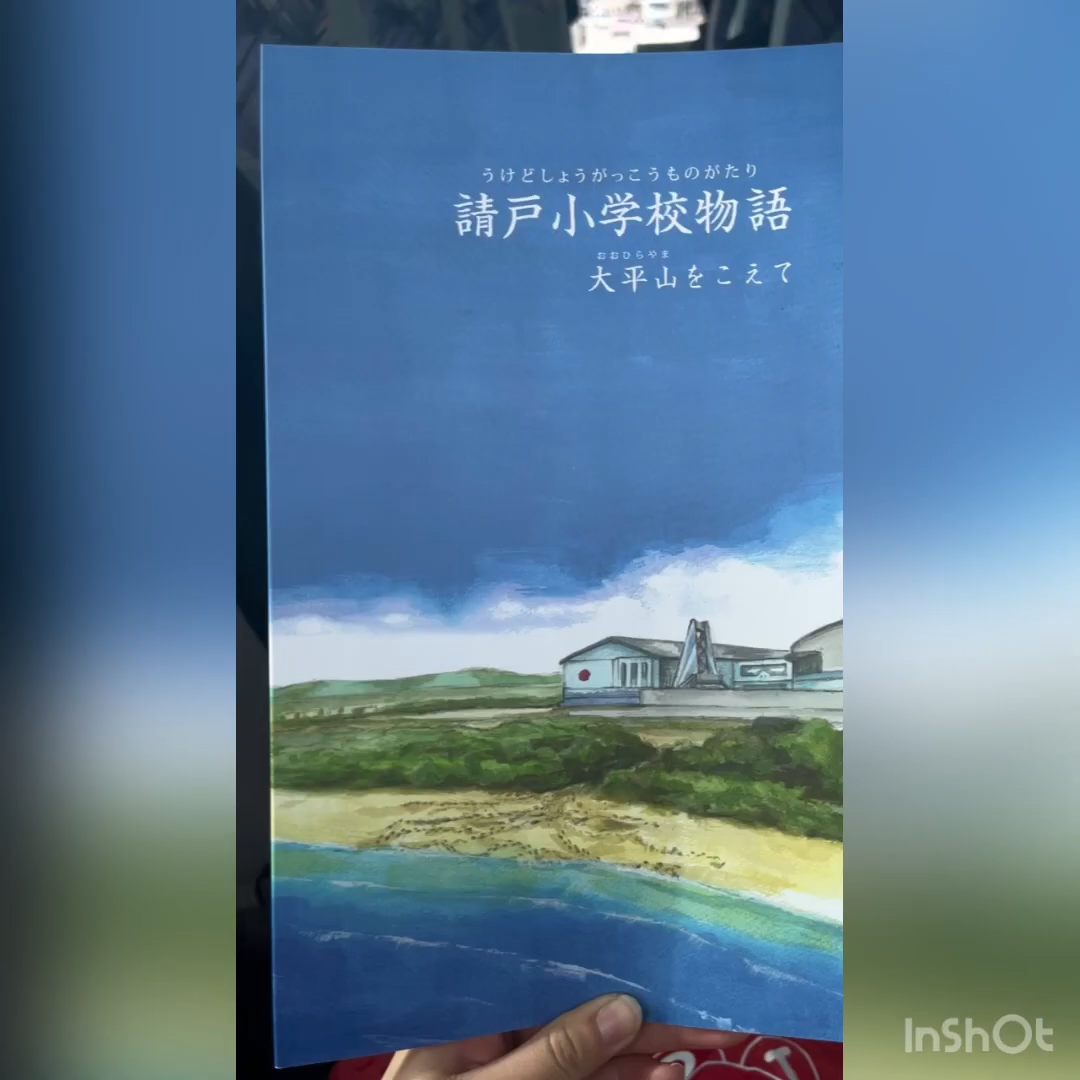 うけどしょうがっこうものがたり
請戸小学校物語
おおひらやま
大平山をこえて
InShOt